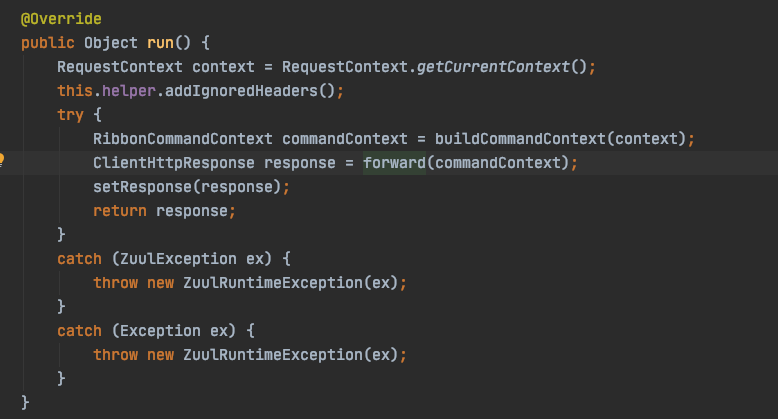 @Override
public Object run() {
    RequestContext context = RequestContext.getCurrentContext();
    this.helper.addIgnoredHeaders();
    try {
        RibbonCommandContext commandContext = buildCommandContext(context);
        ClientHttpResponse response = forward(commandContext);
        setResponse(response);
        return response;
    }
    catch (ZuulException ex) {
        throw new ZuulRuntimeException(ex);
    }
    catch (Exception ex) {
        throw new ZuulRuntimeException(ex);
    }
}